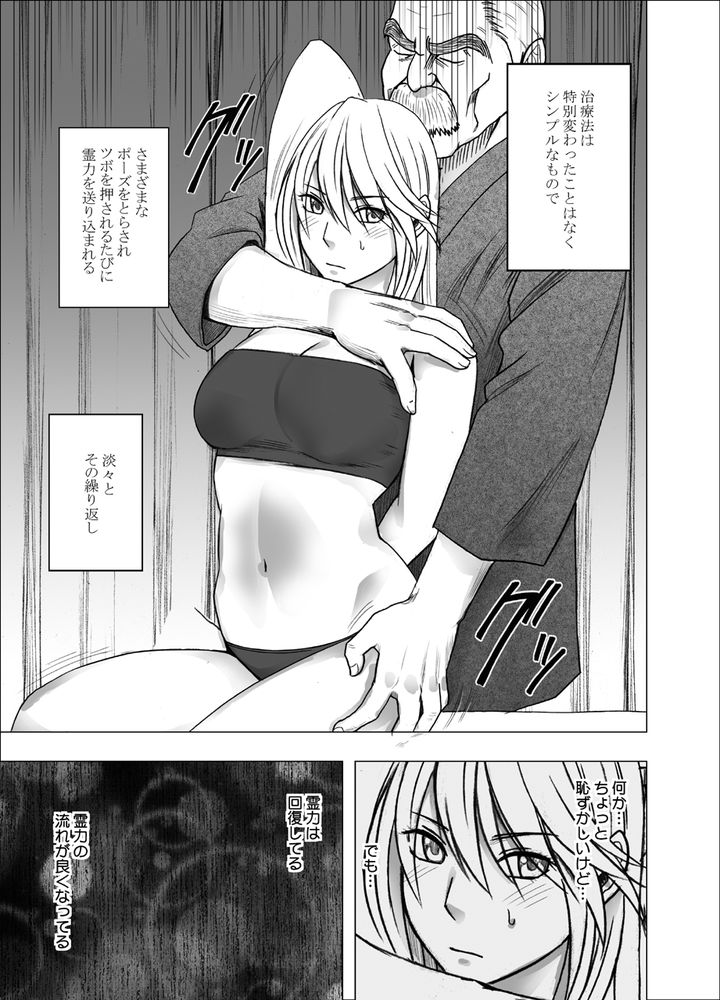 治療法は
特別変わったことはなく
シンプルなもので
グッ
さまざまな
ポーズをとらされ
ツボを押されるたびに
霊力を送り込まれる
淡々と
その繰り返し
グッ
何か…
ちょっと
恥ずかしいけど…
でも…
霊力は
回復してる
霊力の
流れが良くなってる